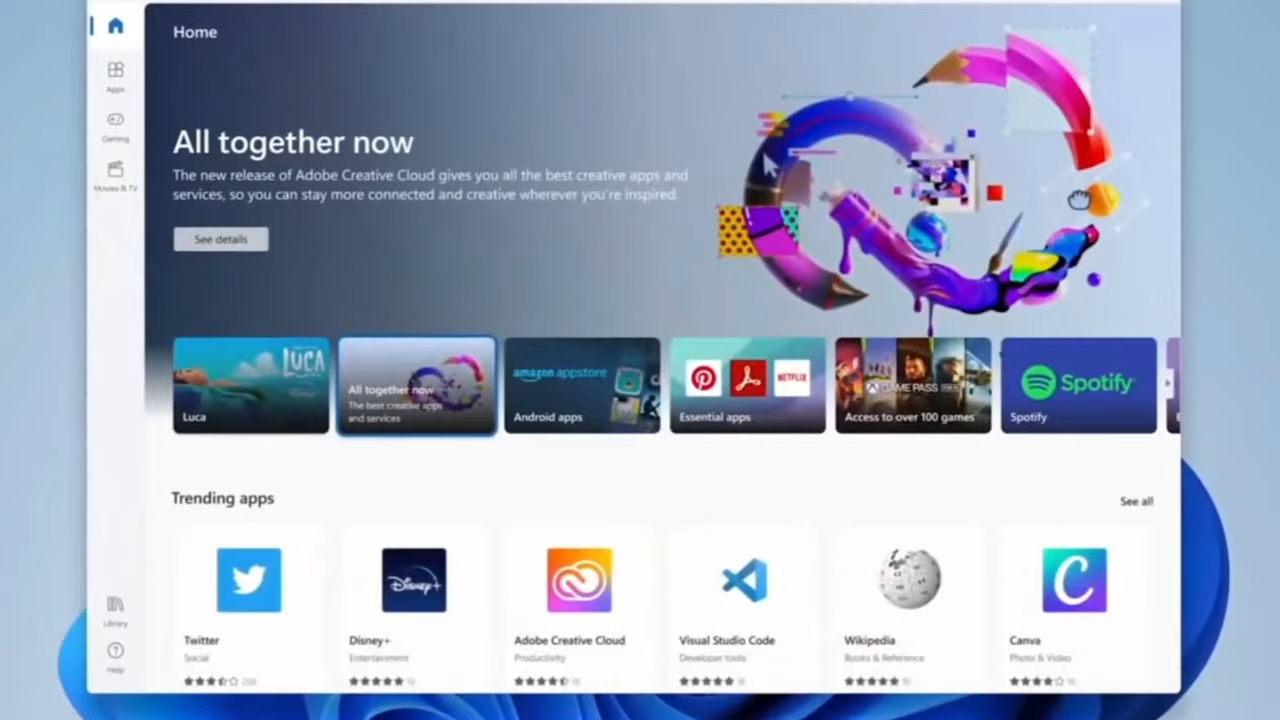 Home
Apps
Gaming
Movies & TV
All together now
The new release of Adobe Creative Cloud gives you all the best creative apps and
services, so you can stay more connected and creative wherever you're inspired.
See details
LUCA
Luca
All together now
The best creative apps
and services
amazon appstore
Android apps
NETFLIX
Essential apps
XBOX GAME PASS
Access to over 100 games
Spotify
Spotify
Trending apps
See all
Disney+
Twitter
Social
Disney+
Entertainment
Adobe Creative Cloud
Productivity
Visual Studio Code
Developer tools
Wikipedia
Books & Reference
C
Canva
Photo & Video
Library
Help